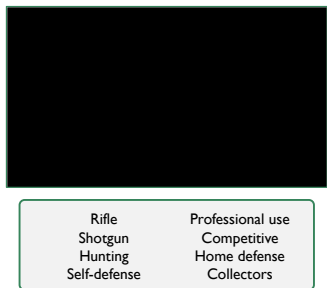 Rifle
Shotgun
Hunting
Self-defense
Professional use
Competitive
Home defense
Collectors